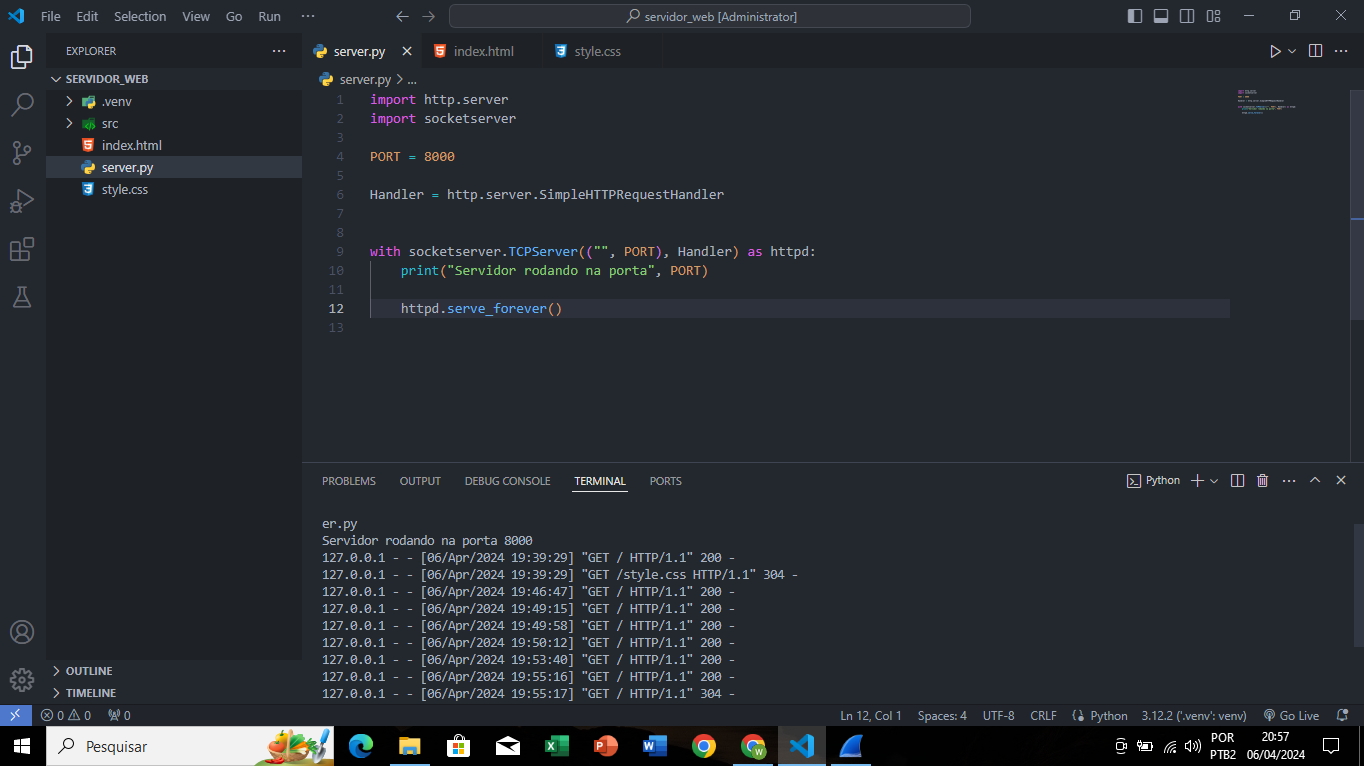 File Edit Selection View Go Run ···
servidor_web [Administrator]
EXPLORER ···
SERVIDOR_WEB
.venv
src
index.html
server.py
style.css
OUTLINE
TIMELINE
server.py
index.html
style.css
server.py > ...
1 import http.server
2 import socketserver
3
4 PORT = 8000
5
6 Handler = http.server.SimpleHTTPRequestHandler
7
8
9 with socketserver.TCPServer(("", PORT), Handler) as httpd:
10 print("Servidor rodando na porta", PORT)
11
12 httpd.serve_forever()
13
PROBLEMS OUTPUT DEBUG CONSOLE TERMINAL PORTS
Python
er.py
Servidor rodando na porta 8000
127.0.0.1 - - [06/Apr/2024 19:39:29] "GET / HTTP/1.1" 200 -
127.0.0.1 - - [06/Apr/2024 19:39:29] "GET /style.css HTTP/1.1" 304 -
127.0.0.1 - - [06/Apr/2024 19:46:47] "GET / HTTP/1.1" 200 -
127.0.0.1 - - [06/Apr/2024 19:49:15] "GET / HTTP/1.1" 200 -
127.0.0.1 - - [06/Apr/2024 19:49:58] "GET / HTTP/1.1" 200 -
127.0.0.1 - - [06/Apr/2024 19:50:12] "GET / HTTP/1.1" 200 -
127.0.0.1 - - [06/Apr/2024 19:53:40] "GET / HTTP/1.1" 200 -
127.0.0.1 - - [06/Apr/2024 19:55:16] "GET / HTTP/1.1" 200 -
127.0.0.1 - - [06/Apr/2024 19:55:17] "GET / HTTP/1.1" 304 -
0 0 0
Ln 12, Col 1 Spaces: 4 UTF-8 CRLF Python 3.12.2 ('.venv': venv) Go Live
Pesquisar
POR
PTB2
20:57
06/04/2024